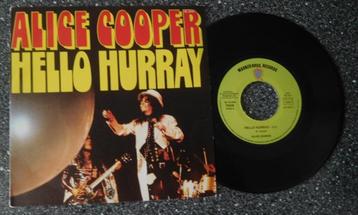 ALICE COOPER
HELLO HURRAY
WARNER BROS. RECORDS
HELLO HURRAY
ALICE COOPER